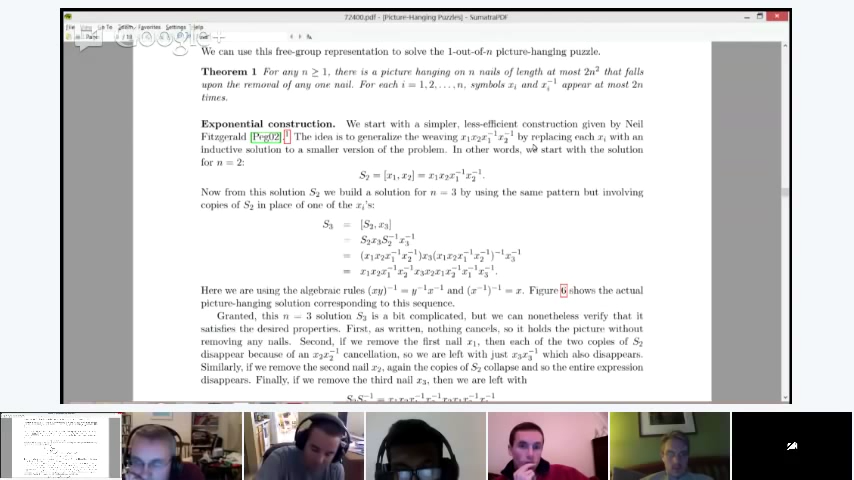 72400.pdf - [Picture-Hanging Puzzles] - SumatraPDF
File View Go To Zoom Favorites Settings Help
Page:
Google+
We can use this free-group representation to solve the 1-out-of-n picture-hanging puzzle.
Theorem 1 For any n ≥ 1, there is a picture hanging on n nails of length at most 2n² that falls
upon the removal of any one nail. For each i = 1, 2, . . . , n, symbols xᵢ and xᵢ⁻¹ appear at most 2n
times.
Exponential construction. We start with a simpler, less-efficient construction given by Neil
Fitzgerald [Peg02].¹ The idea is to generalize the weaving x₁x₂x₁⁻¹x₂⁻¹ by replacing each xᵢ with an
inductive solution to a smaller version of the problem. In other words, we start with the solution
for n = 2:
S₂ = [x₁, x₂] = x₁x₂x₁⁻¹x₂⁻¹.
Now from this solution S₂ we build a solution for n = 3 by using the same pattern but involving
copies of S₂ in place of one of the xᵢ's:
S₃ = [S₂, x₃]
= S₂x₃S₂⁻¹x₃⁻¹
= (x₁x₂x₁⁻¹x₂⁻¹)x₃(x₁x₂x₁⁻¹x₂⁻¹)⁻¹x₃⁻¹
= x₁x₂x₁⁻¹x₂⁻¹x₃x₂x₁x₂⁻¹x₁⁻¹x₃⁻¹.
Here we are using the algebraic rules (xy)⁻¹ = y⁻¹x⁻¹ and (x⁻¹)⁻¹ = x. Figure 6 shows the actual
picture-hanging solution corresponding to this sequence.
Granted, this n = 3 solution S₃ is a bit complicated, but we can nonetheless verify that it
satisfies the desired properties. First, as written, nothing cancels, so it holds the picture without
removing any nails. Second, if we remove the first nail x₁, then each of the two copies of S₂
disappear because of an x₂x₂⁻¹ cancellation, so we are left with just x₃x₃⁻¹ which also disappears.
Similarly, if we remove the second nail x₂, again the copies of S₂ collapse and so the entire expression
disappears. Finally, if we remove the third nail x₃, then we are left with